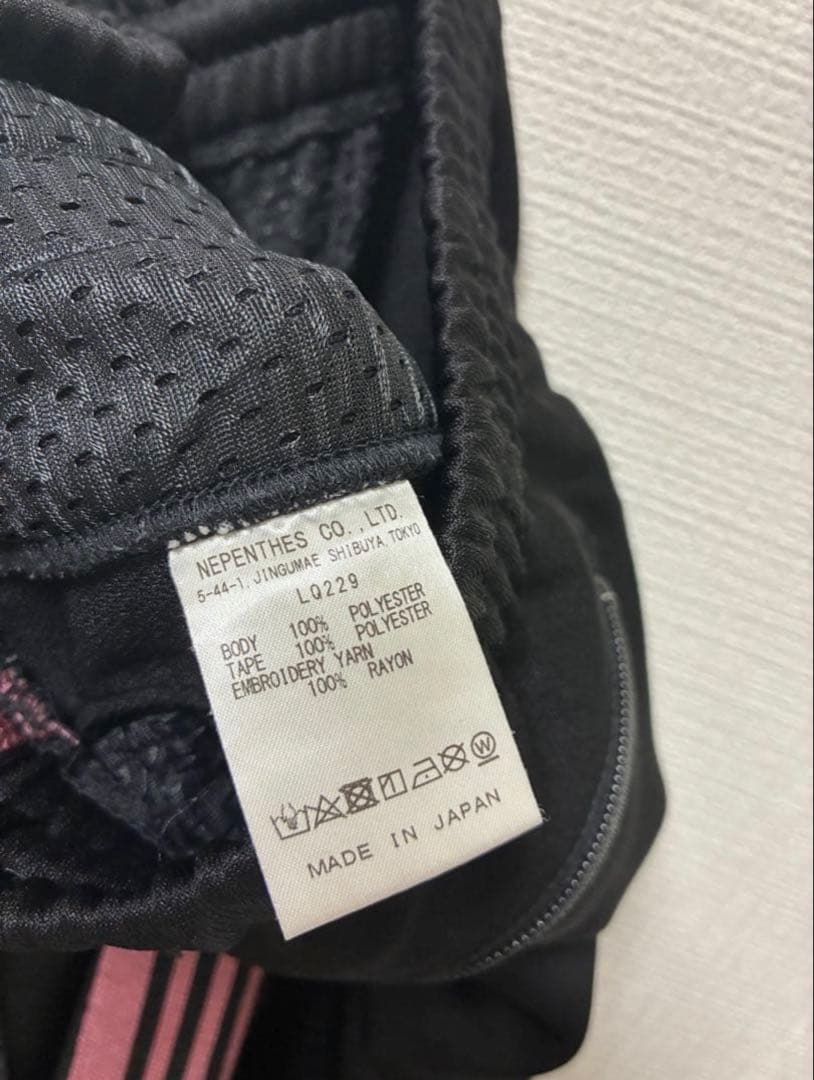 NEPENTHES CO.,LTD.
5-44-1, JINGUMAE SHIBUYA, TOKYO
LQ229
BODY 100% POLYESTER
TAPE 100% POLYESTER
EMBROIDERY YARN
100% RAYON
W
MADE IN JAPAN